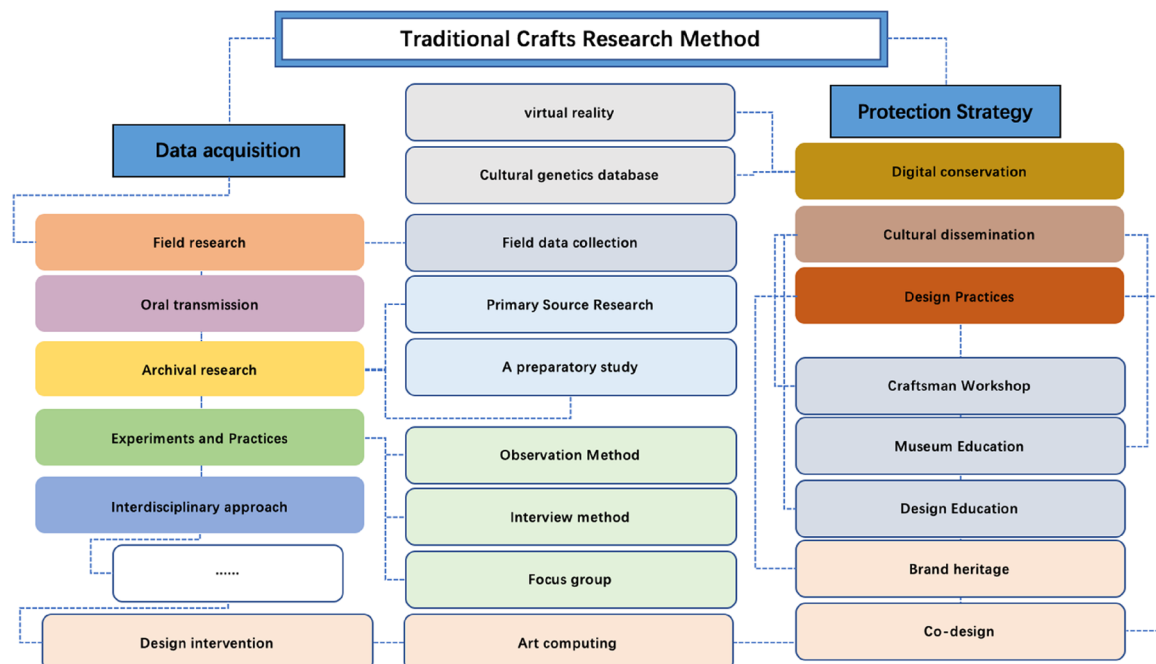 Traditional Crafts Research Method
Data acquisition
Field research
Oral transmission
Archival research
Experiments and Practices
Interdisciplinary approach
......
Design intervention
virtual reality
Cultural genetics database
Field data collection
Primary Source Research
A preparatory study
Observation Method
Interview method
Focus group
Art computing
Protection Strategy
Digital conservation
Cultural dissemination
Design Practices
Craftsman Workshop
Museum Education
Design Education
Brand heritage
Co-design